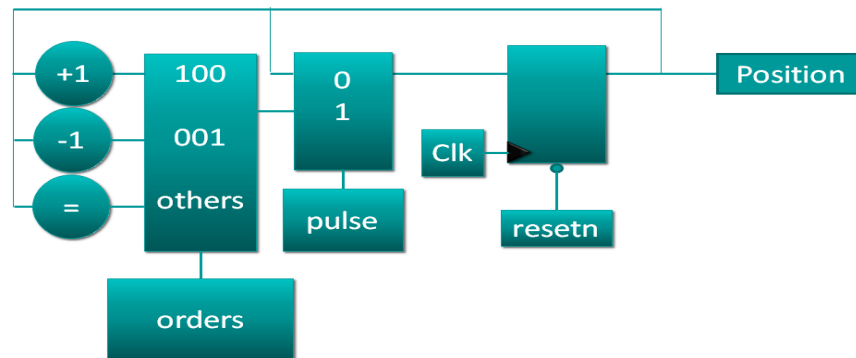 +1
100
0
Position
1
-1
001
Clk
=
others
pulse
resetn
orders